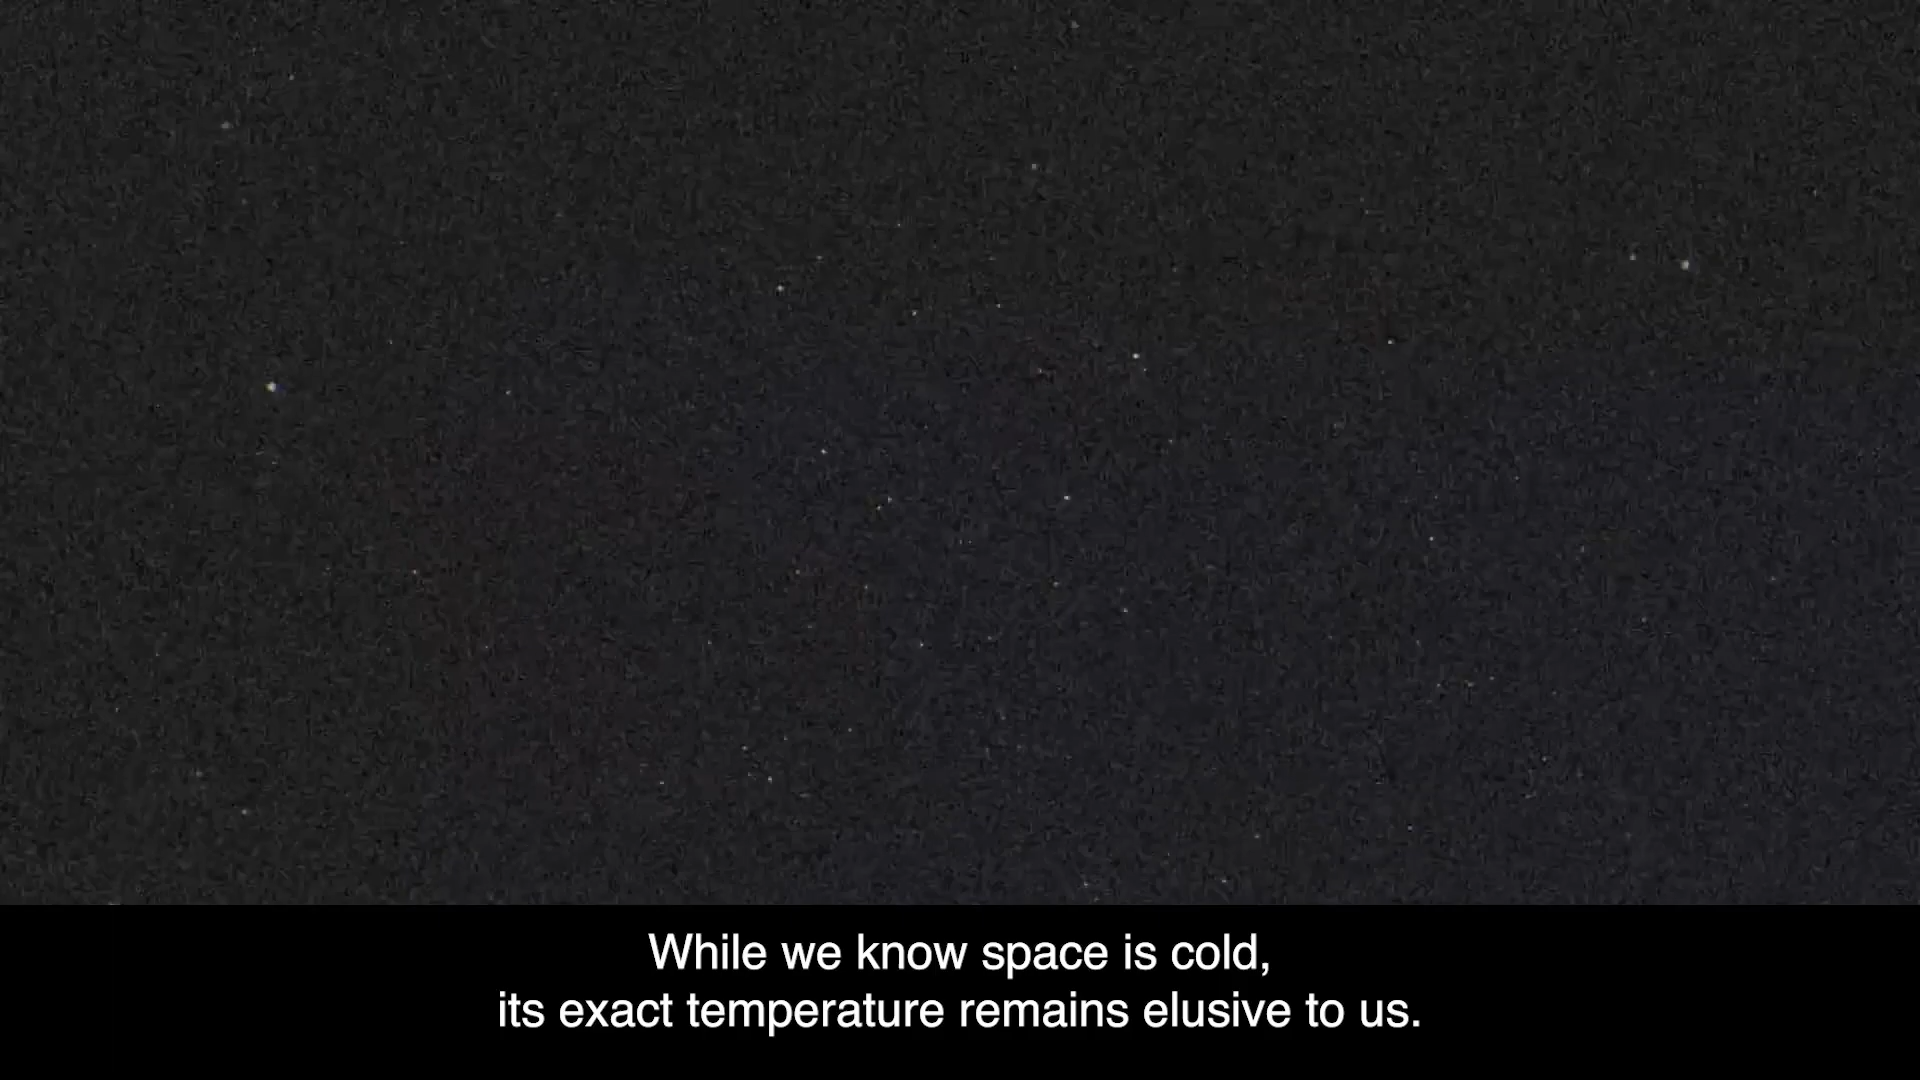 While we know space is cold,
its exact temperature remains elusive to us.